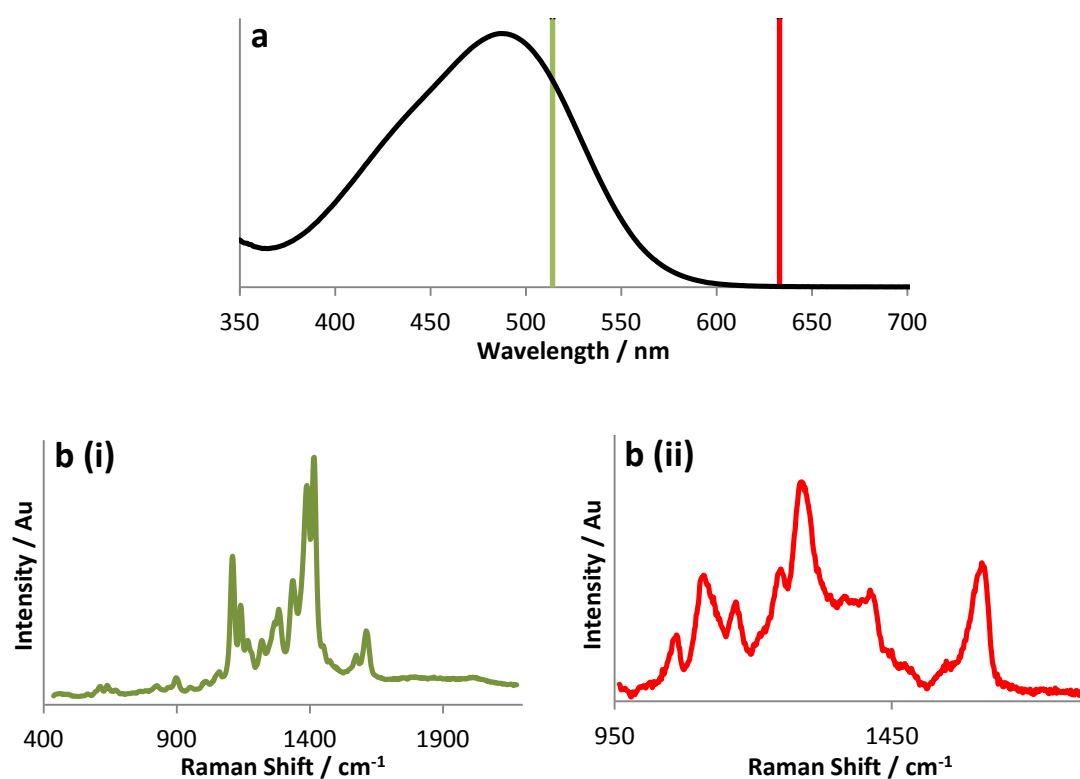 a
350 400 450 500 550 600 650 700
Wavelength / nm
b (i)
Intensity / Au
400 900 1400 1900
Raman Shift / cm⁻¹
b (ii)
Intensity / Au
950 1450
Raman Shift / cm⁻¹